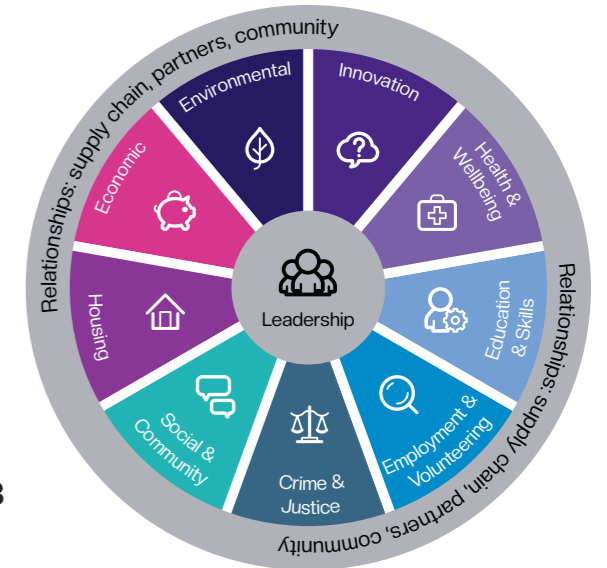 Relationships: supply chain, partners, community
Environmental
Innovation
Health &
Wellbeing
Education
& Skills
Employment &
Volunteering
Crime &
Justice
Social &
Community
Housing
Economic
?
Leadership
Relationships: supply chain, partners, community